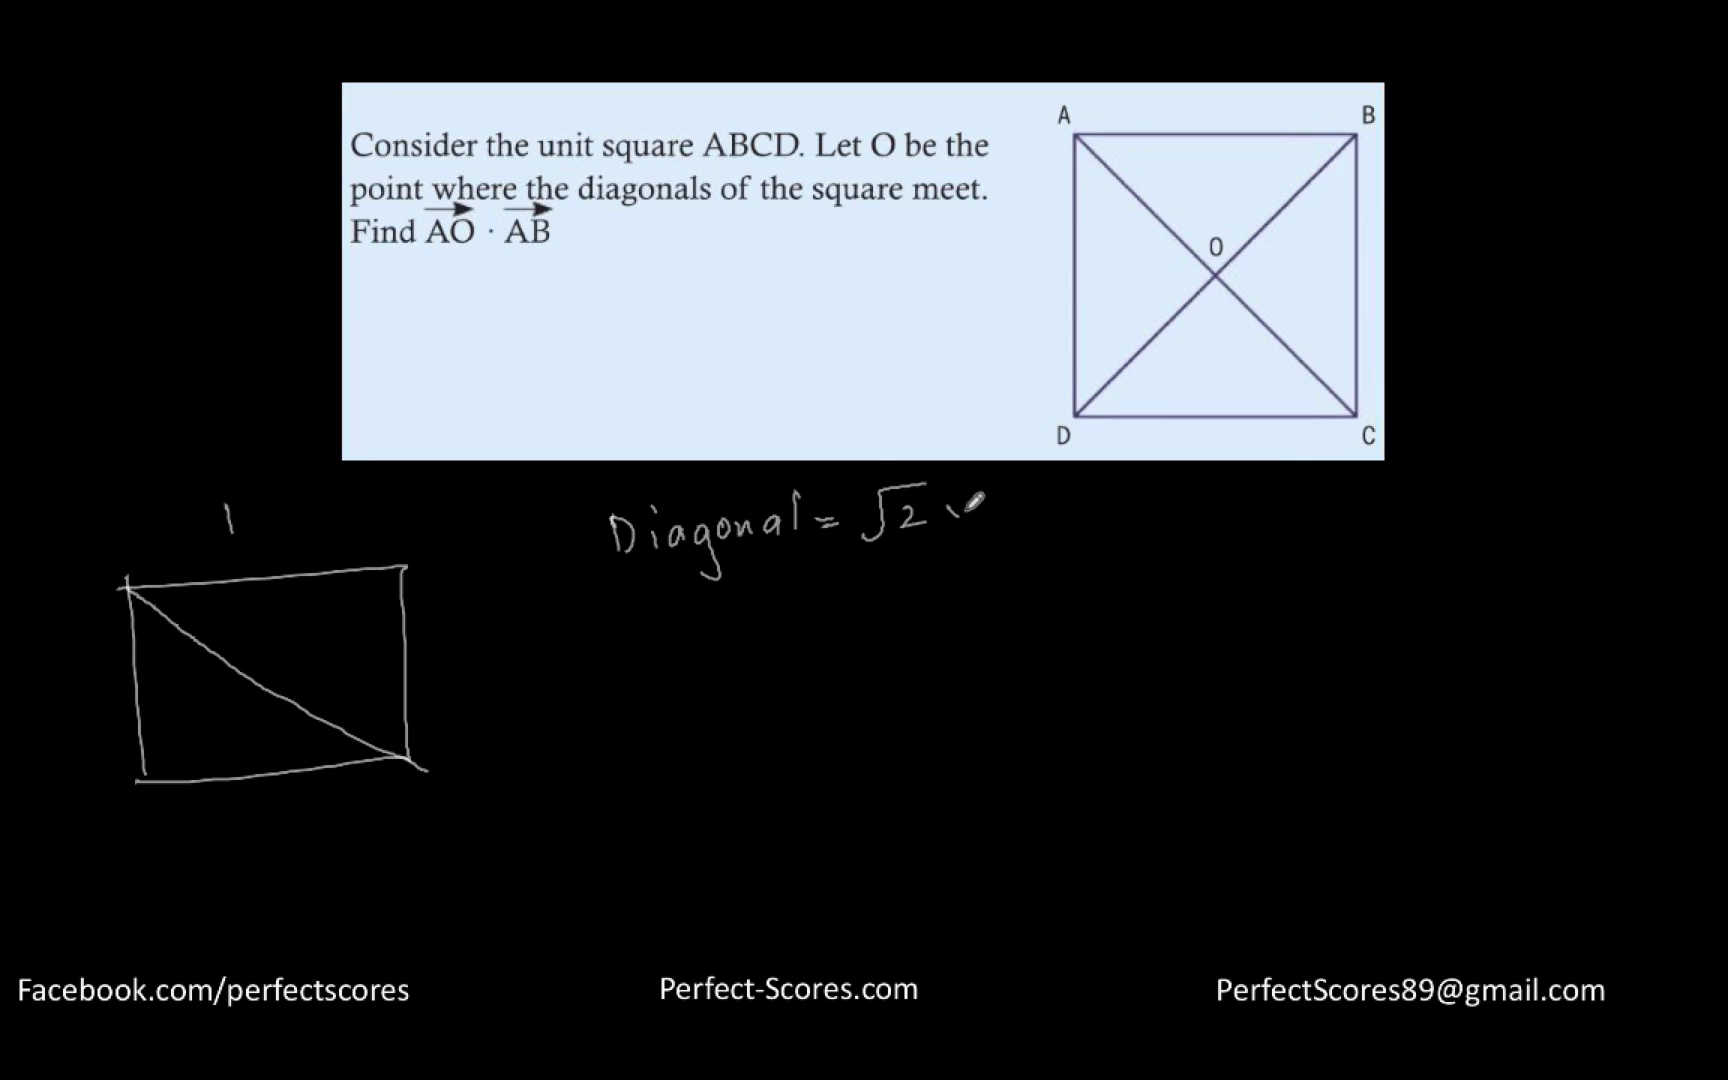 Consider the unit square ABCD. Let O be the
point where the diagonals of the square meet.
Find AO · AB
A
B
O
D
C
Diagonal = √2 ×
1
Facebook.com/perfectscores
Perfect-Scores.com
PerfectScores89@gmail.com